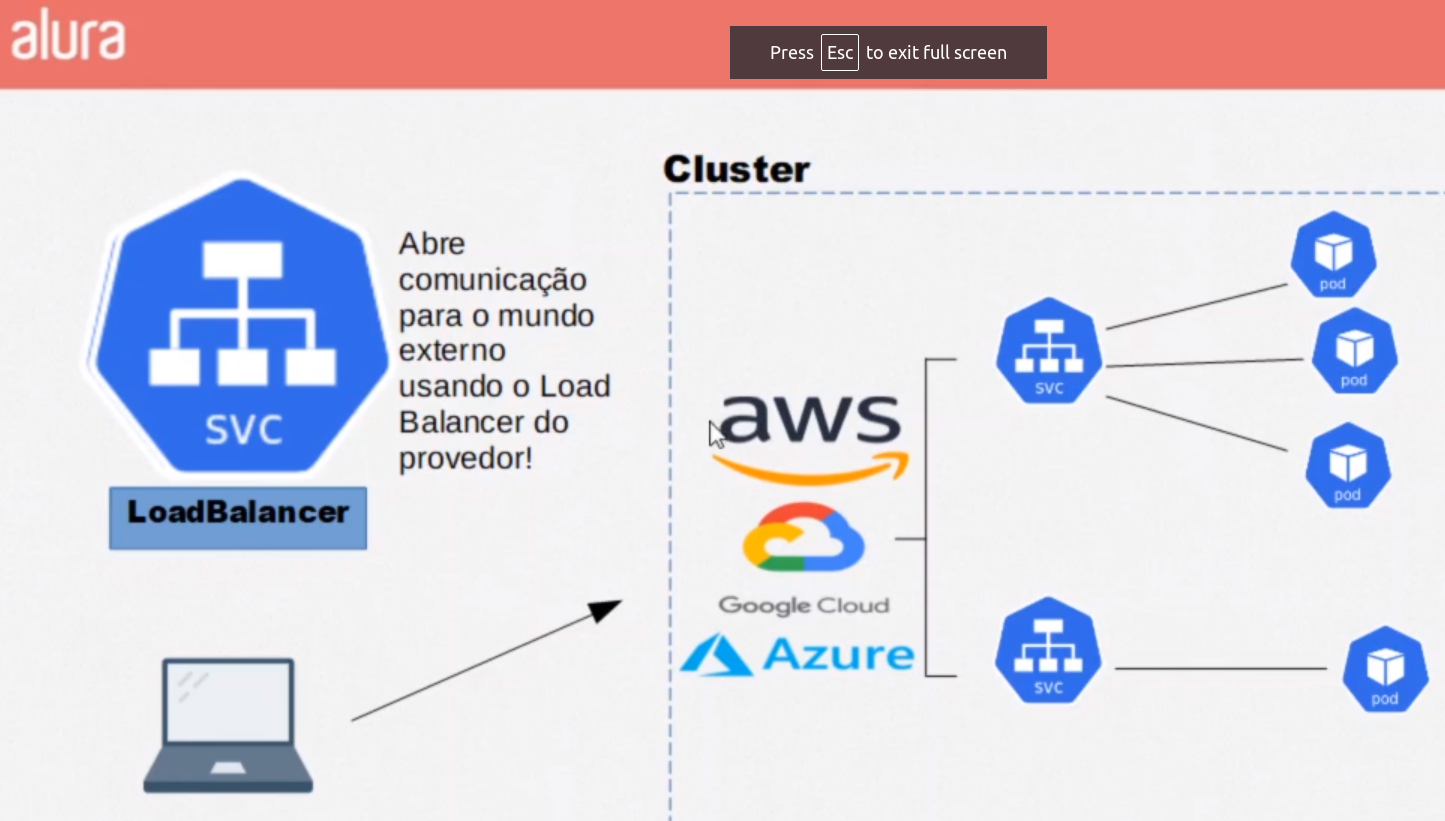 alura
Press Esc to exit full screen
Cluster
Abre
comunicação
para o mundo
externo
usando o Load
Balancer do
provedor!
svc
LoadBalancer
aws
Google Cloud
Azure
svc
pod
pod
pod
svc
pod